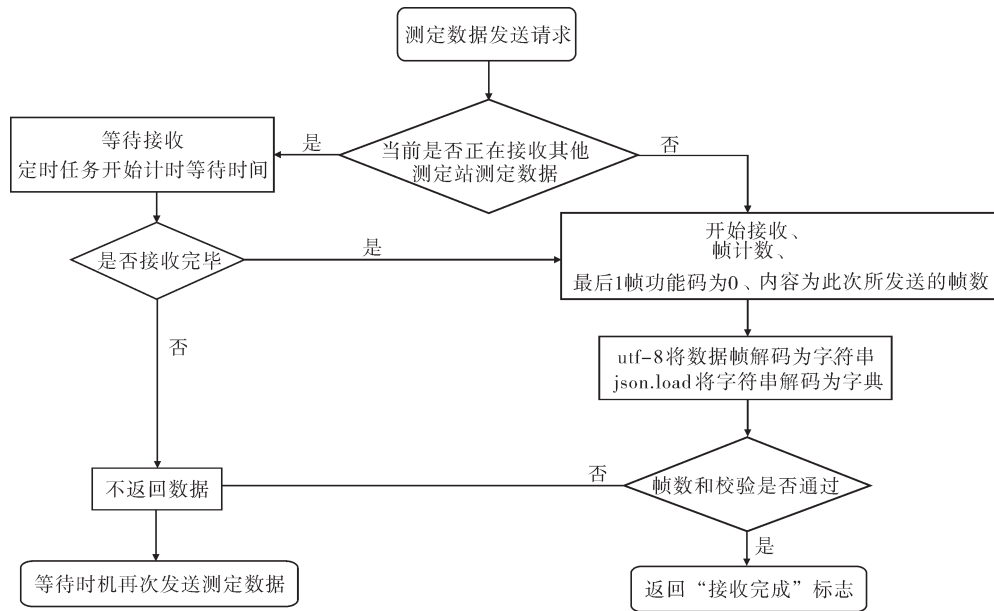 测定数据发送请求
等待接收
定时任务开始计时等待时间
是
当前是否正在接收其他
测定站测定数据
否
是否接收完毕
是
开始接收、
帧计数、
最后1帧功能码为0、内容为此次所发送的帧数
否
utf-8将数据帧解码为字符串
json.load将字符串解码为字典
不返回数据
否
帧数和校验是否通过
是
等待时机再次发送测定数据
返回“接收完成”标志